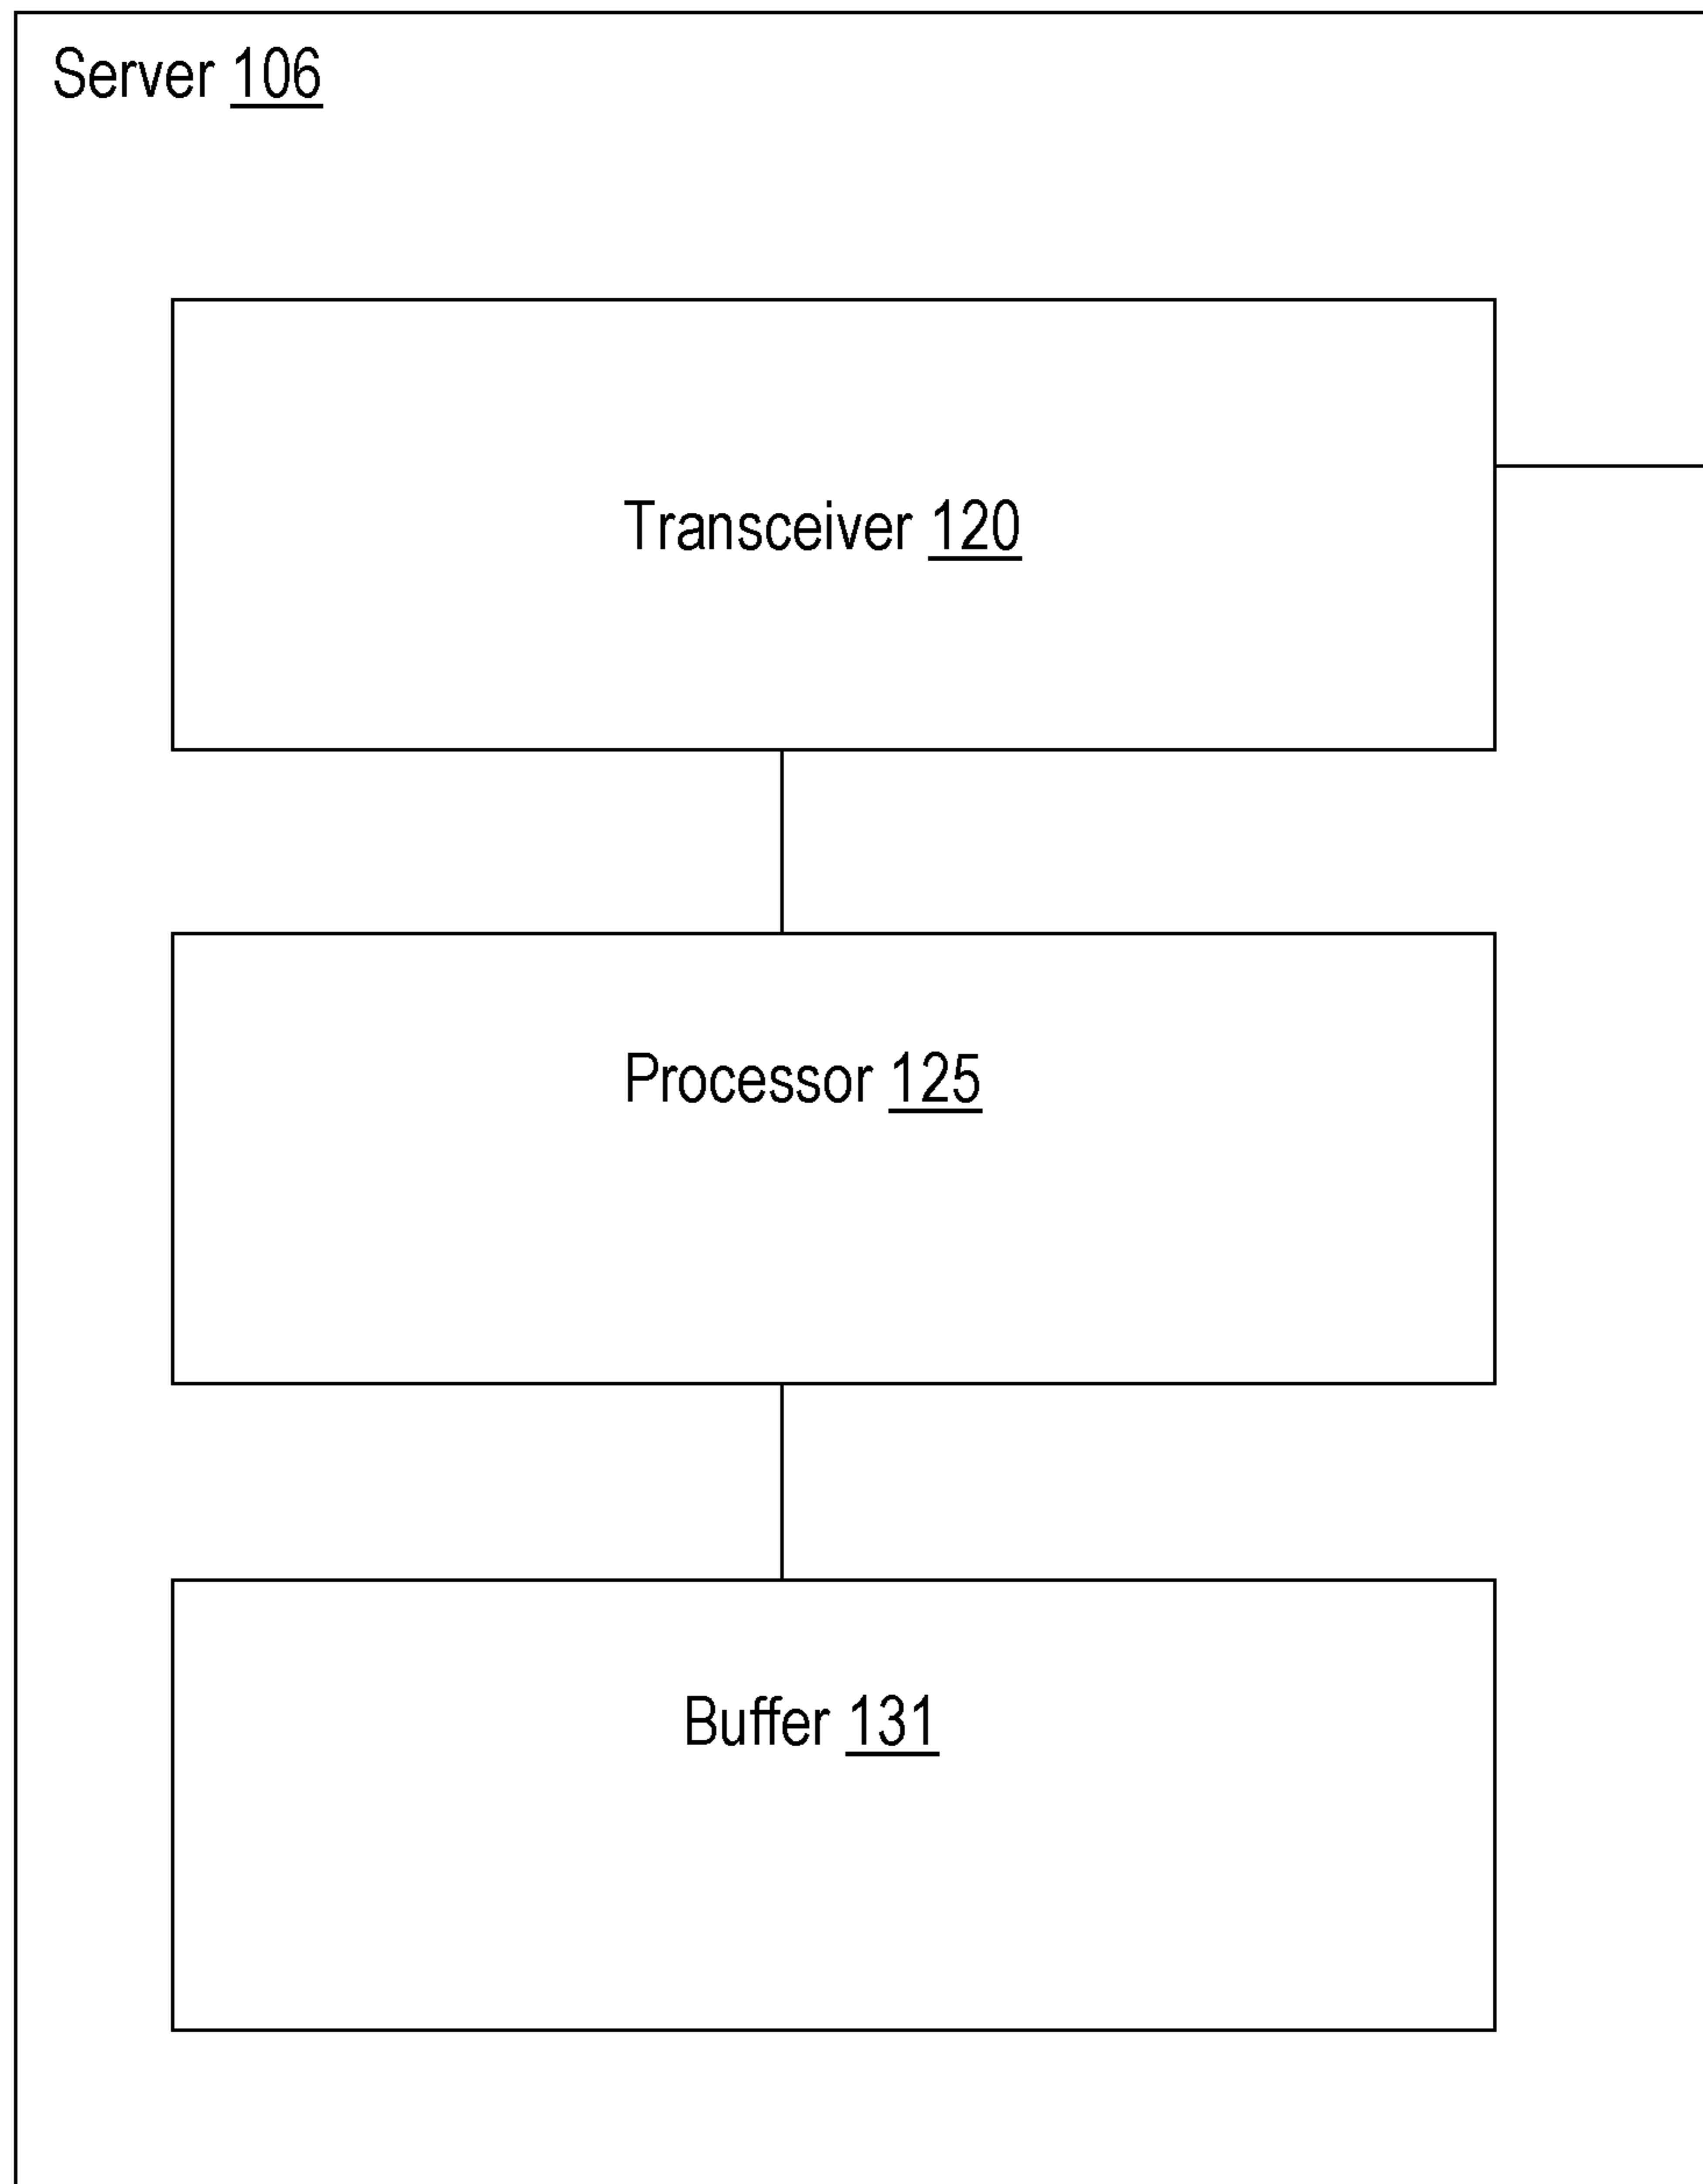 Server 106
Transceiver 120
Processor 125
Buffer 131